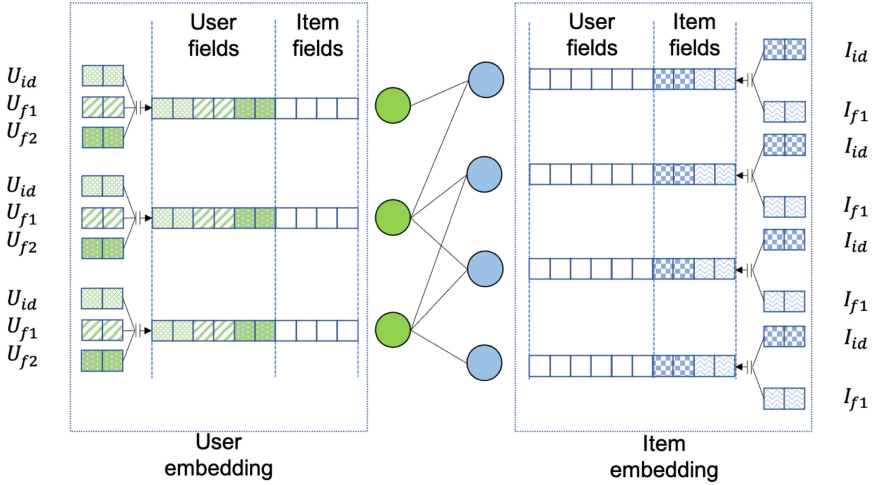 User fields
Item fields
User fields
Item fields
U_id
U_f1
U_f2
U_id
U_f1
U_f2
U_id
U_f1
U_f2
I_id
I_f1
I_id
I_f1
I_id
I_f1
I_id
I_f1
User
embedding
Item
embedding